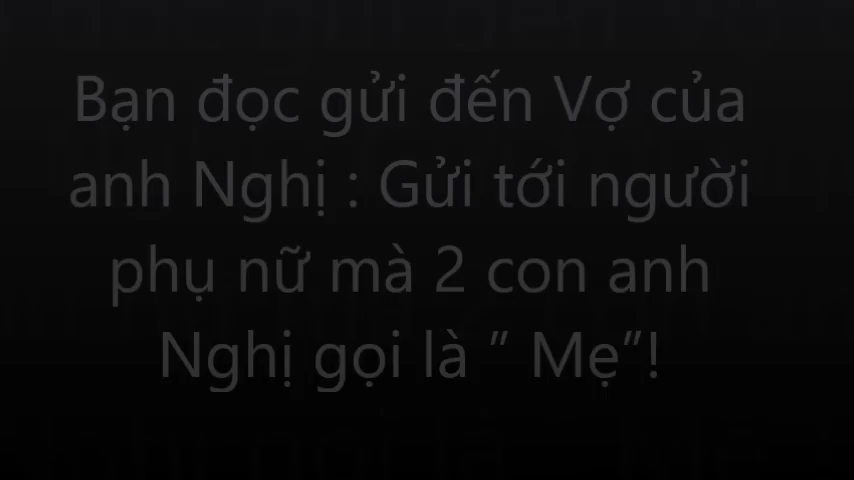 Bạn đọc gửi đến Vợ của
anh Nghị : Gửi tới người
phụ nữ mà 2 con anh
Nghị gọi là " Mẹ"!